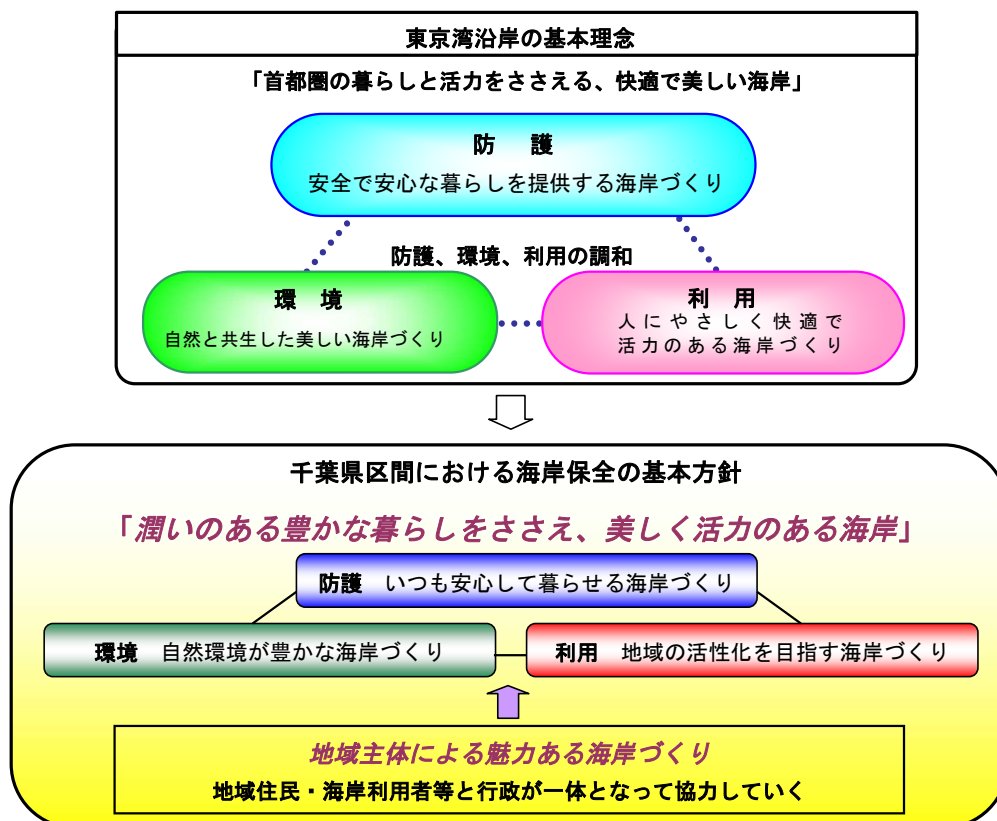 東京湾沿岸の基本理念
「首都圏の暮らしと活力をささえる、快適で美しい海岸」
防　護
安全で安心な暮らしを提供する海岸づくり
防護、環境、利用の調和
環　境
自然と共生した美しい海岸づくり
利　用
人にやさしく快適で
活力のある海岸づくり
千葉県区間における海岸保全の基本方針
「潤いのある豊かな暮らしをささえ、美しく活力のある海岸」
防護　いつも安心して暮らせる海岸づくり
環境　自然環境が豊かな海岸づくり
利用　地域の活性化を目指す海岸づくり
地域主体による魅力ある海岸づくり
地域住民・海岸利用者等と行政が一体となって協力していく